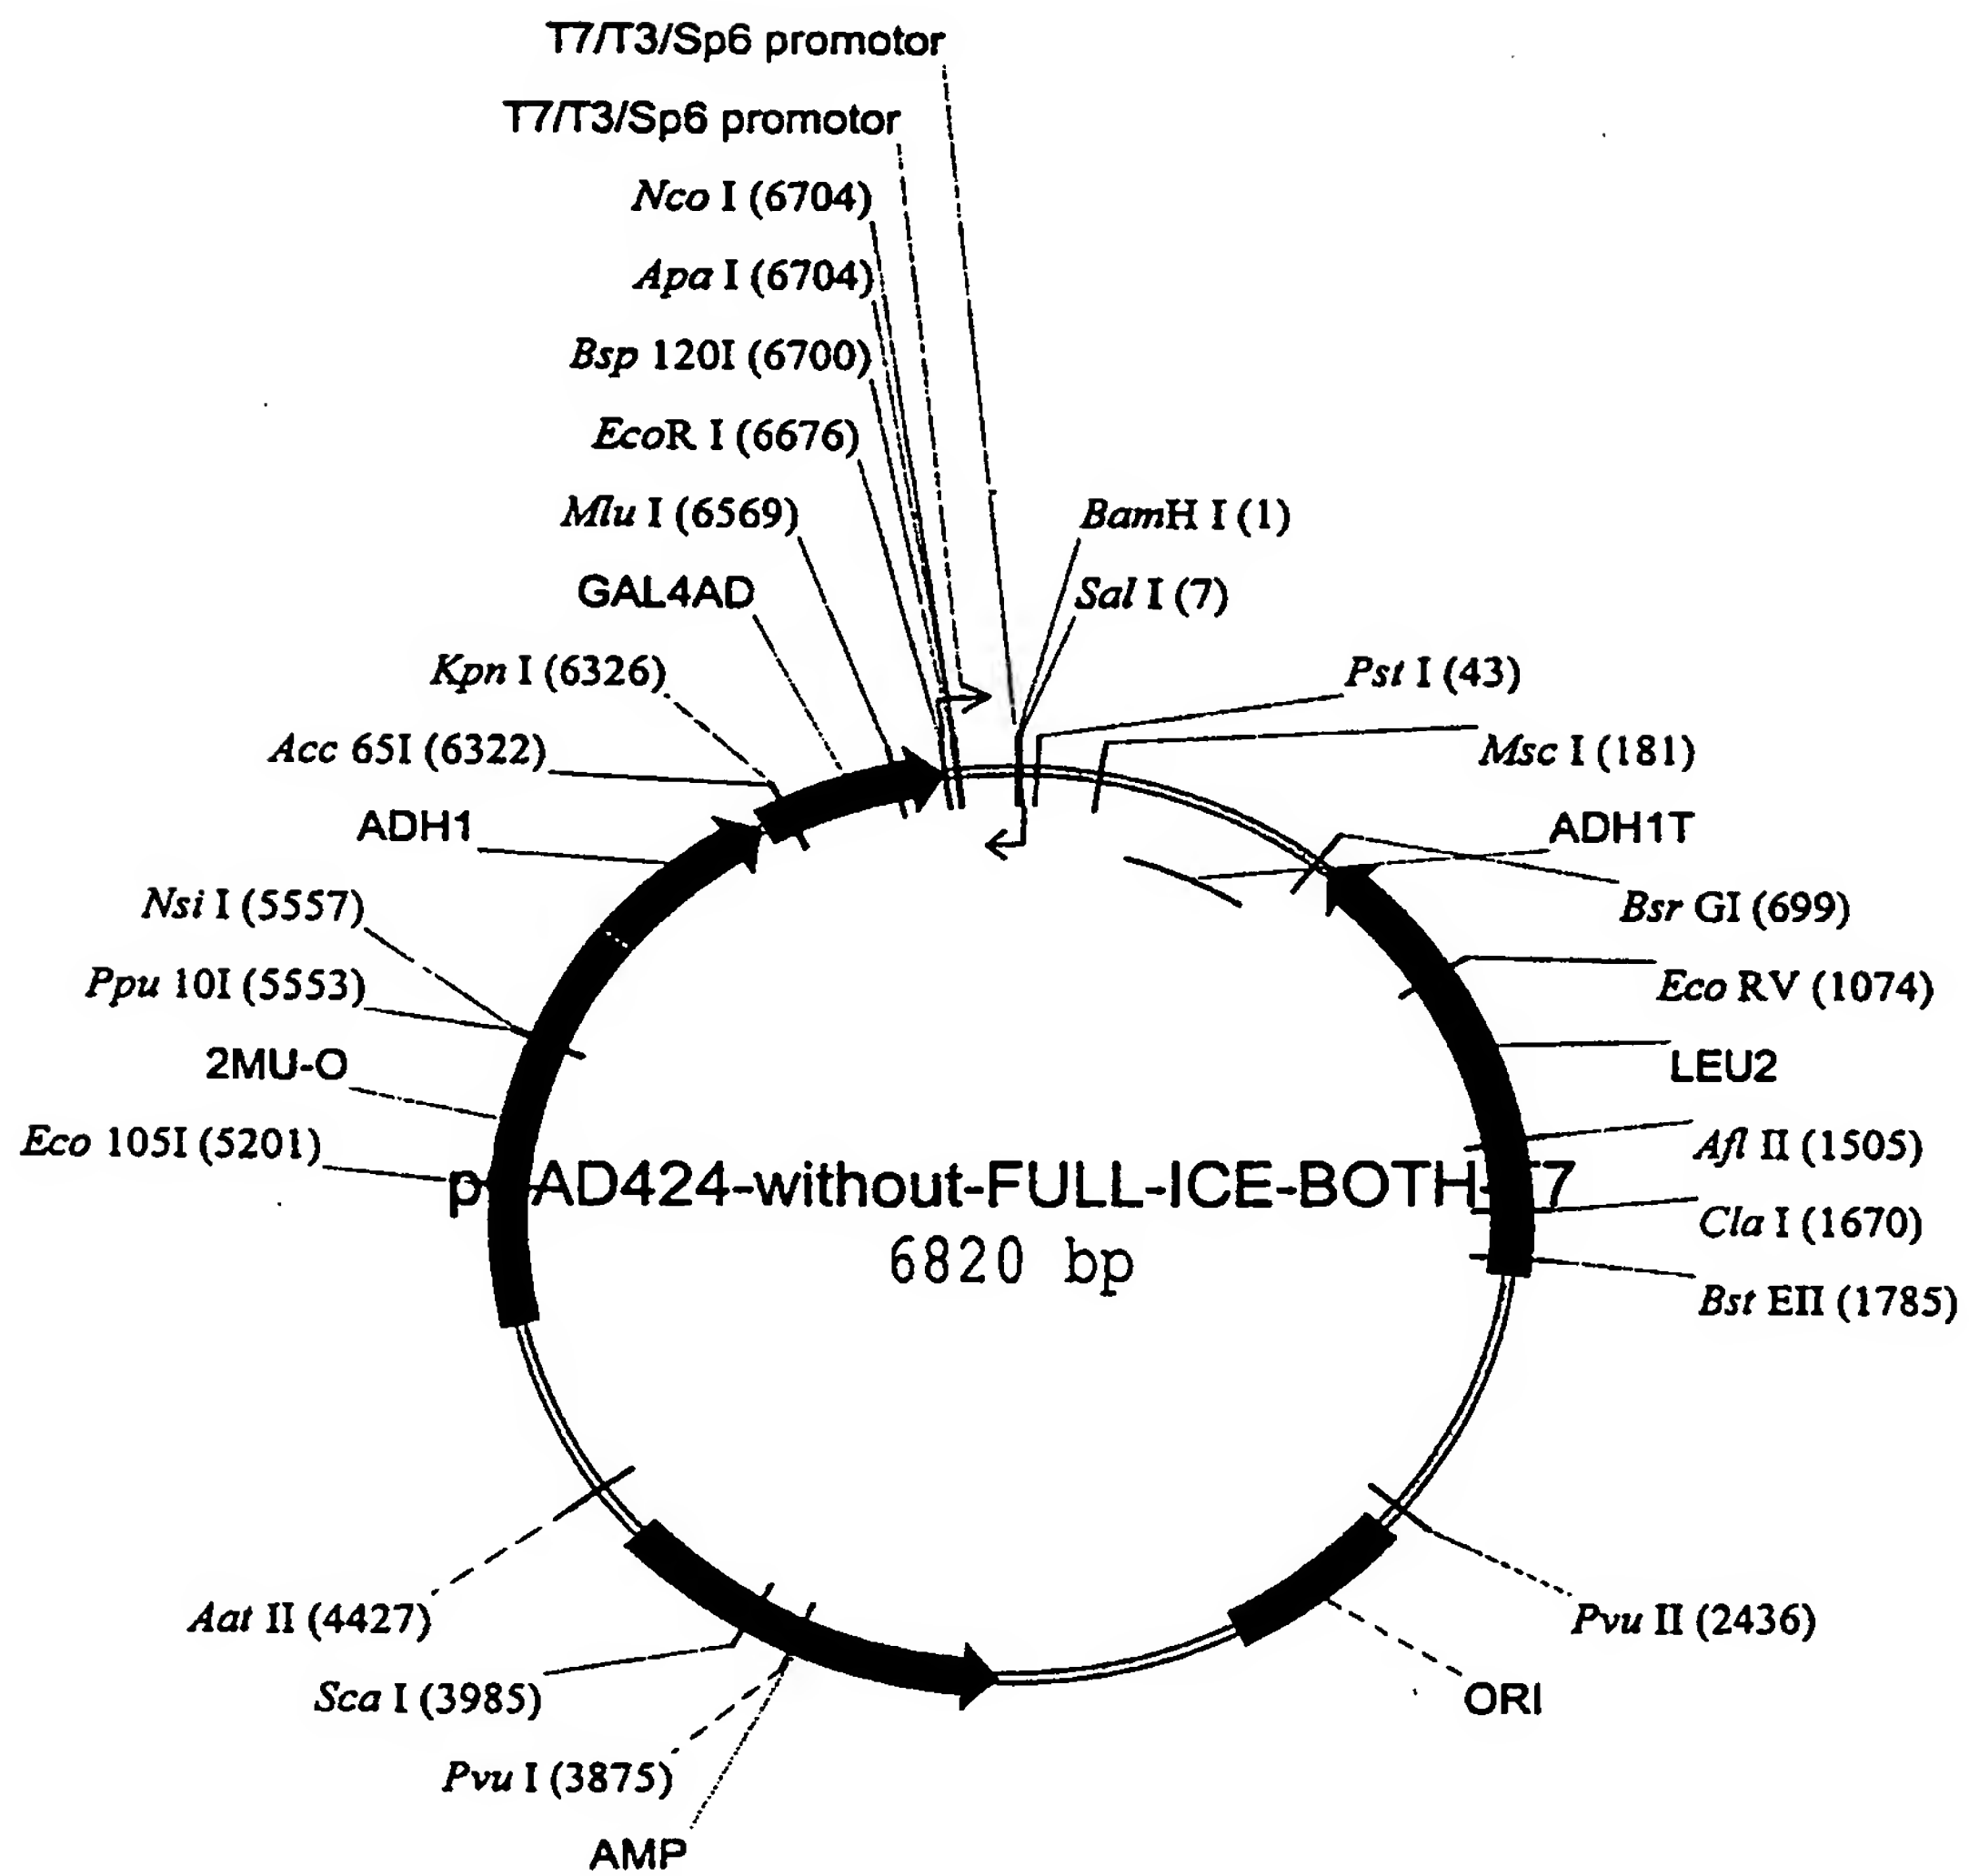 T7/T3/Sp6 promotor
T7/T3/Sp6 promotor
Nco I (6704)
Apa I (6704)
Bsp 120I (6700)
EcoR I (6676)
Mlu I (6569)
GAL4AD
Kpn I (6326)
Acc 65I (6322)
ADH1
Nsi I (5557)
Ppu 10I (5553)
2MU-O
Eco 105I (5201)
BamH I (1)
Sal I (7)
Pst I (43)
Msc I (181)
ADH1T
Bsr GI (699)
Eco RV (1074)
LEU2
Afl II (1505)
Cla I (1670)
Bst EII (1785)
AD424-without-FULL-ICE-BOTH-T7
6820 bp
Aat II (4427)
Sca I (3985)
Pvu I (3875)
AMP
Pvu II (2436)
ORI